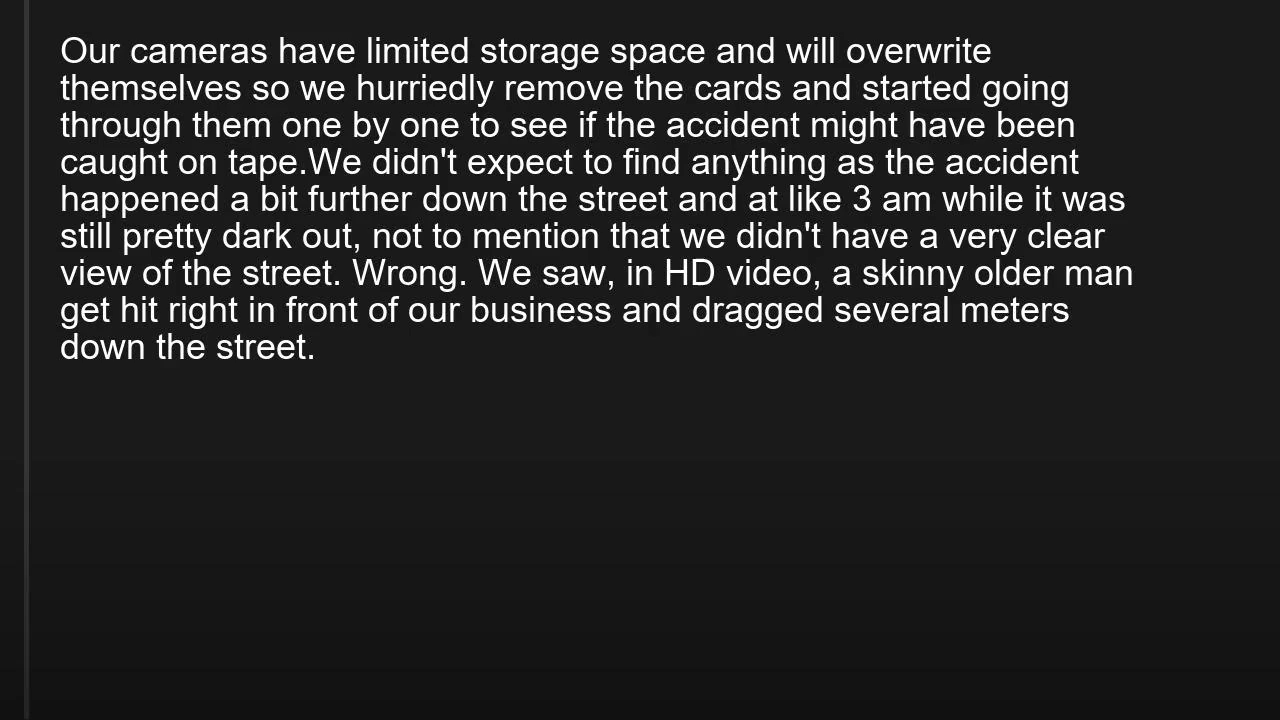 Our cameras have limited storage space and will overwrite
themselves so we hurriedly remove the cards and started going
through them one by one to see if the accident might have been
caught on tape.We didn't expect to find anything as the accident
happened a bit further down the street and at like 3 am while it was
still pretty dark out, not to mention that we didn't have a very clear
view of the street. Wrong. We saw, in HD video, a skinny older man
get hit right in front of our business and dragged several meters
down the street.